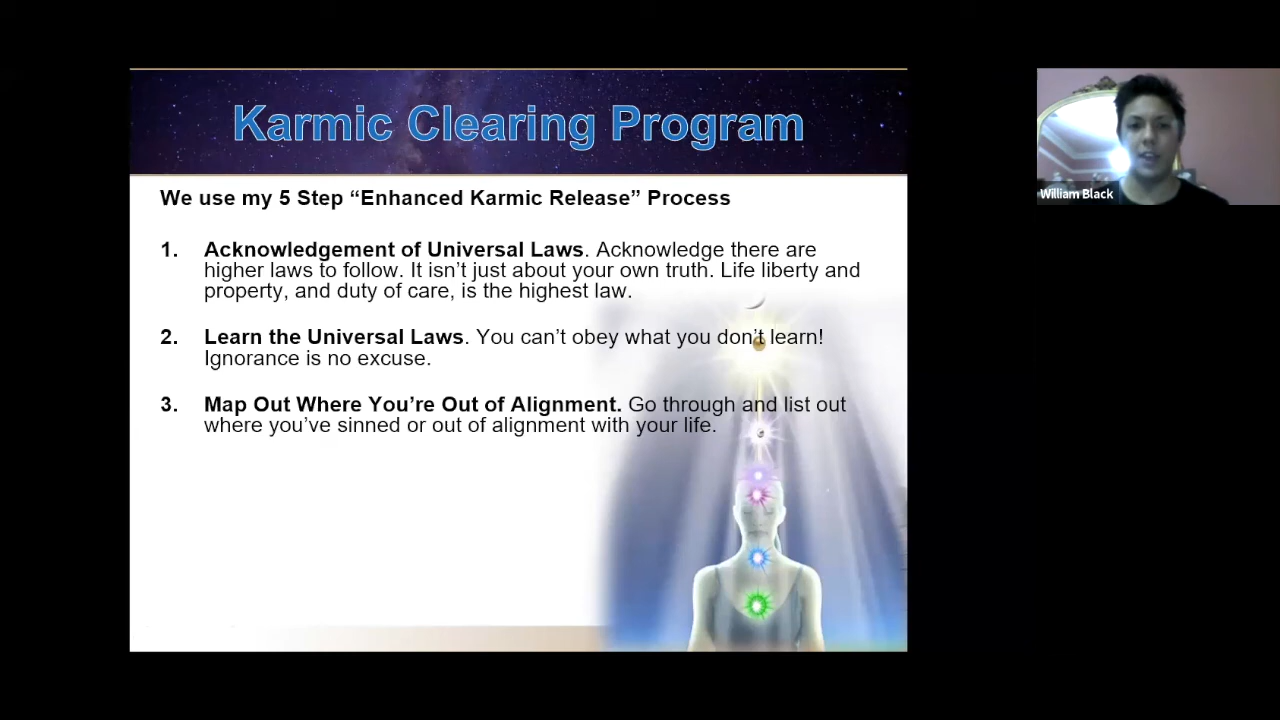 Karmic Clearing Program
We use my 5 Step “Enhanced Karmic Release” Process
1. Acknowledgement of Universal Laws. Acknowledge there are
higher laws to follow. It isn’t just about your own truth. Life liberty and
property, and duty of care, is the highest law.
2. Learn the Universal Laws. You can’t obey what you don’t learn!
Ignorance is no excuse.
3. Map Out Where You’re Out of Alignment. Go through and list out
where you’ve sinned or out of alignment with your life.
William Black